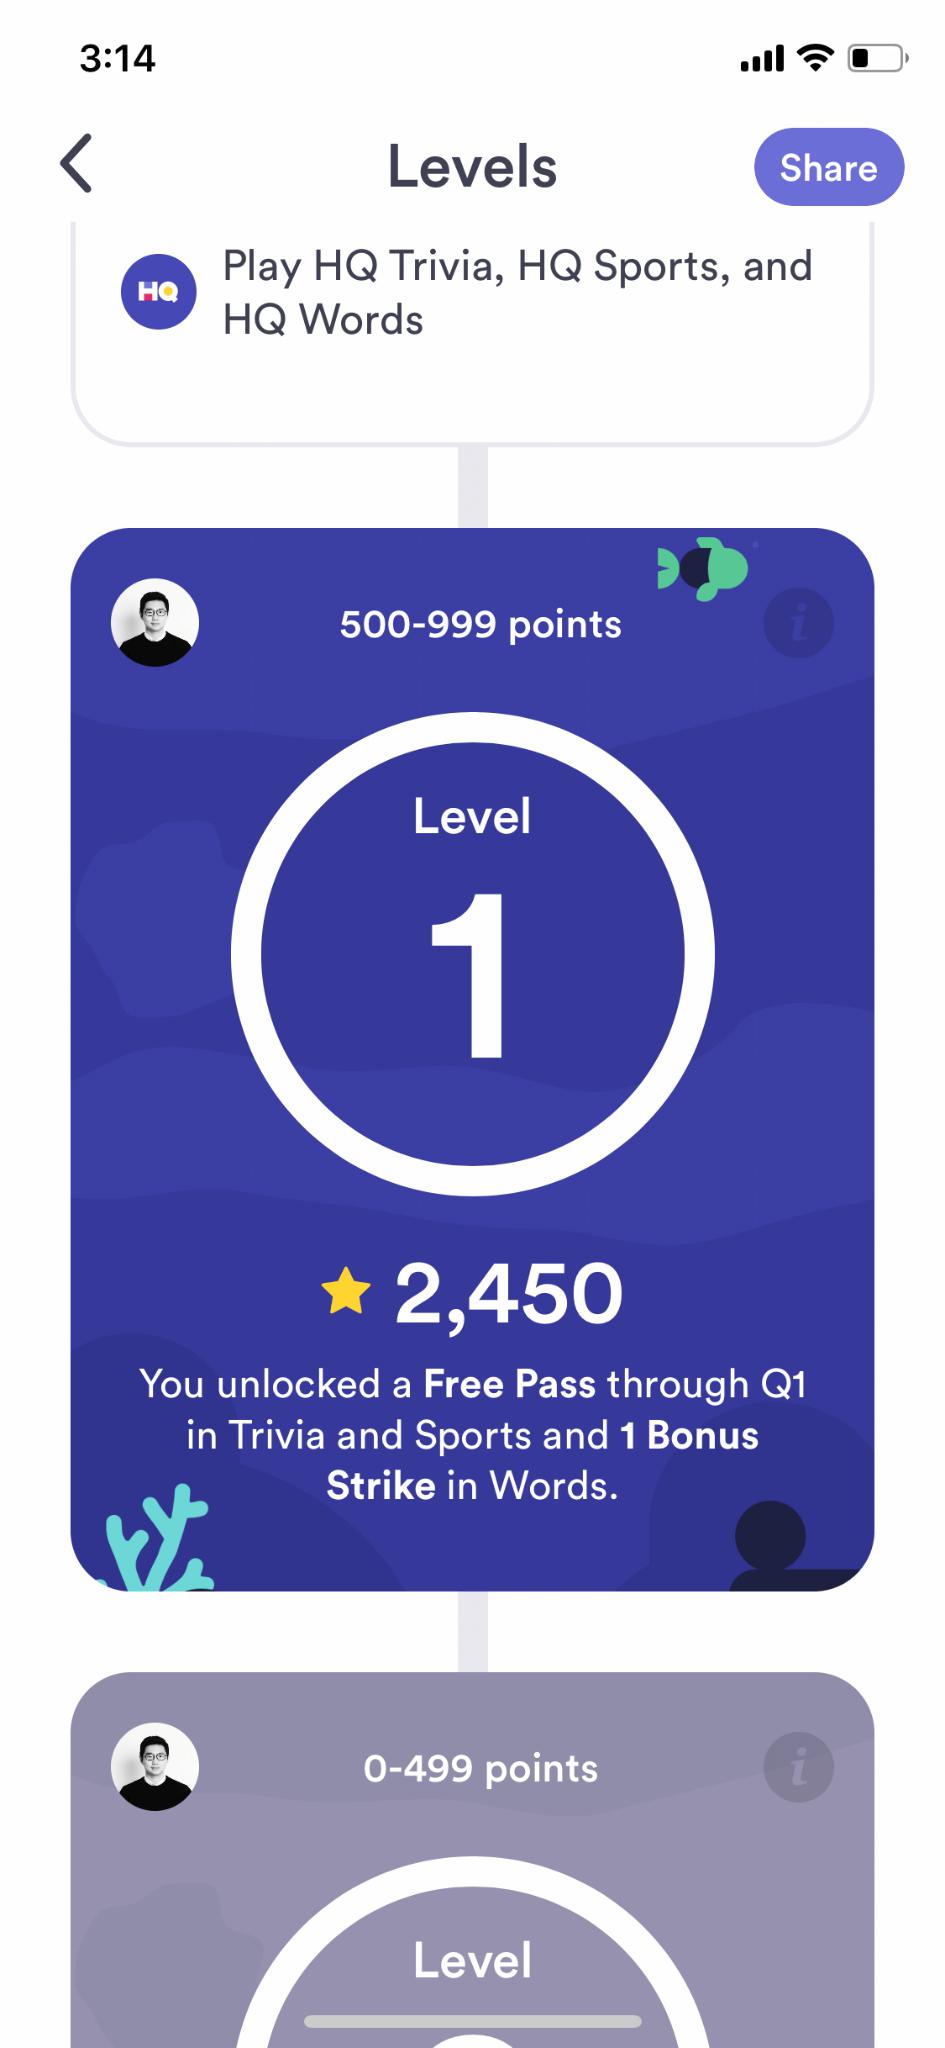 3:14
Levels
Share
Play HQ Trivia, HQ Sports, and
HQ
HQ Words
500-999 points
i
Level
1
2,450
You unlocked a Free Pass through Q1
in Trivia and Sports and 1 Bonus
Strike in Words.
0-499 points
i
Level